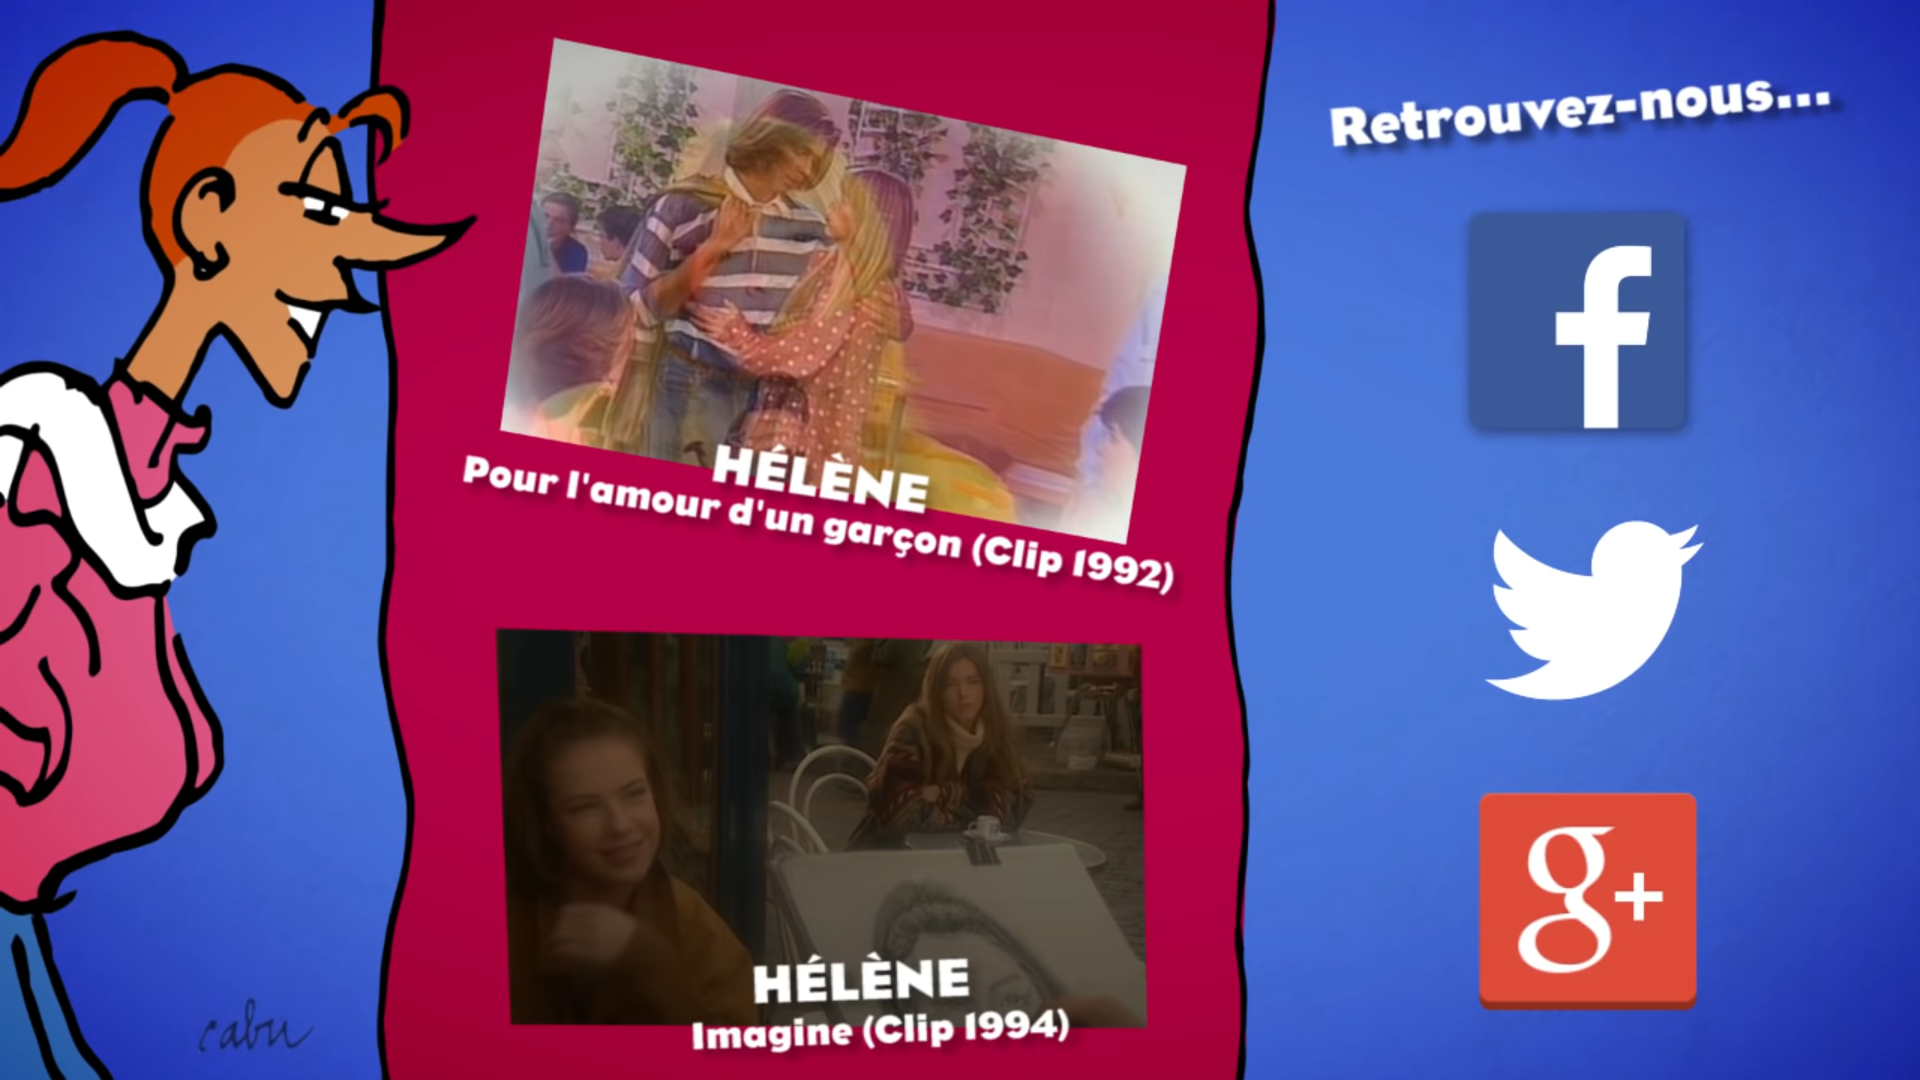 Retrouvez-nous...
HÉLÈNE
Pour l'amour d'un garçon (Clip 1992)
HÉLÈNE
Imagine (Clip 1994)
f
g+
cabu